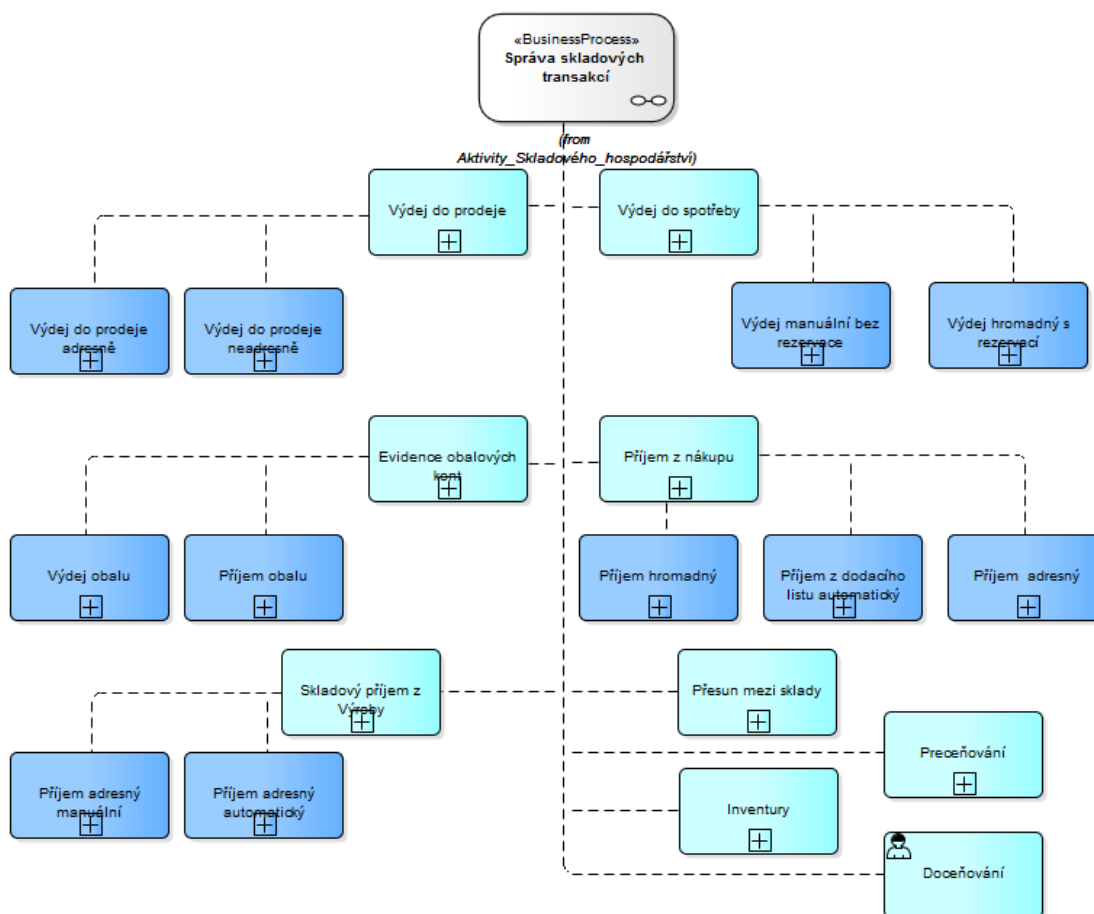 «BusinessProcess»
Správa skladových
transakcí
(from
Aktivity_Skladového_hospodářství)
Výdej do prodeje
Výdej do spotřeby
Výdej do prodeje
adresně
Výdej do prodeje
neadresně
Výdej manuální bez
rezervace
Výdej hromadný s
rezervací
Evidence obalových
kont
Příjem z nákupu
Výdej obalu
Příjem obalu
Příjem hromadný
Příjem z dodacího
listu automatický
Příjem  adresný
Skladový příjem z
Výroby
Přesun mezi sklady
Preceňování
Příjem adresný
manuální
Příjem adresný
automatický
Inventury
Doceňování